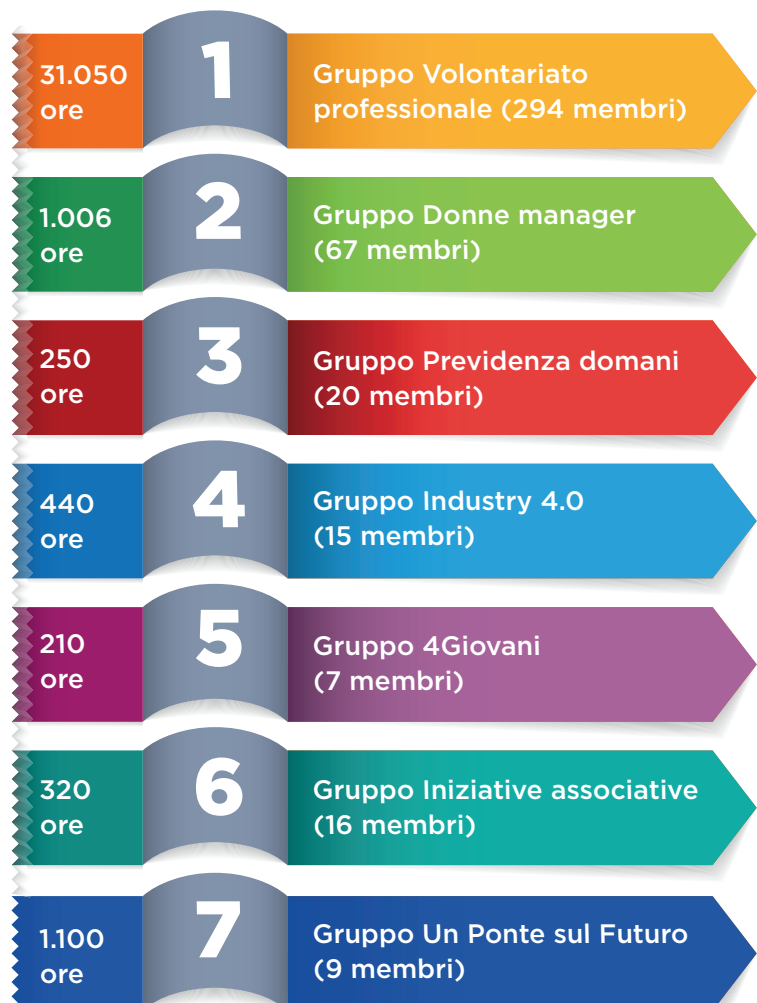 31.050
ore
1
Gruppo Volontariato
professionale (294 membri)
1.006
ore
2
Gruppo Donne manager
(67 membri)
250
ore
3
Gruppo Previdenza domani
(20 membri)
440
ore
4
Gruppo Industry 4.0
(15 membri)
210
ore
5
Gruppo 4Giovani
(7 membri)
320
ore
6
Gruppo Iniziative associative
(16 membri)
1.100
ore
7
Gruppo Un Ponte sul Futuro
(9 membri)